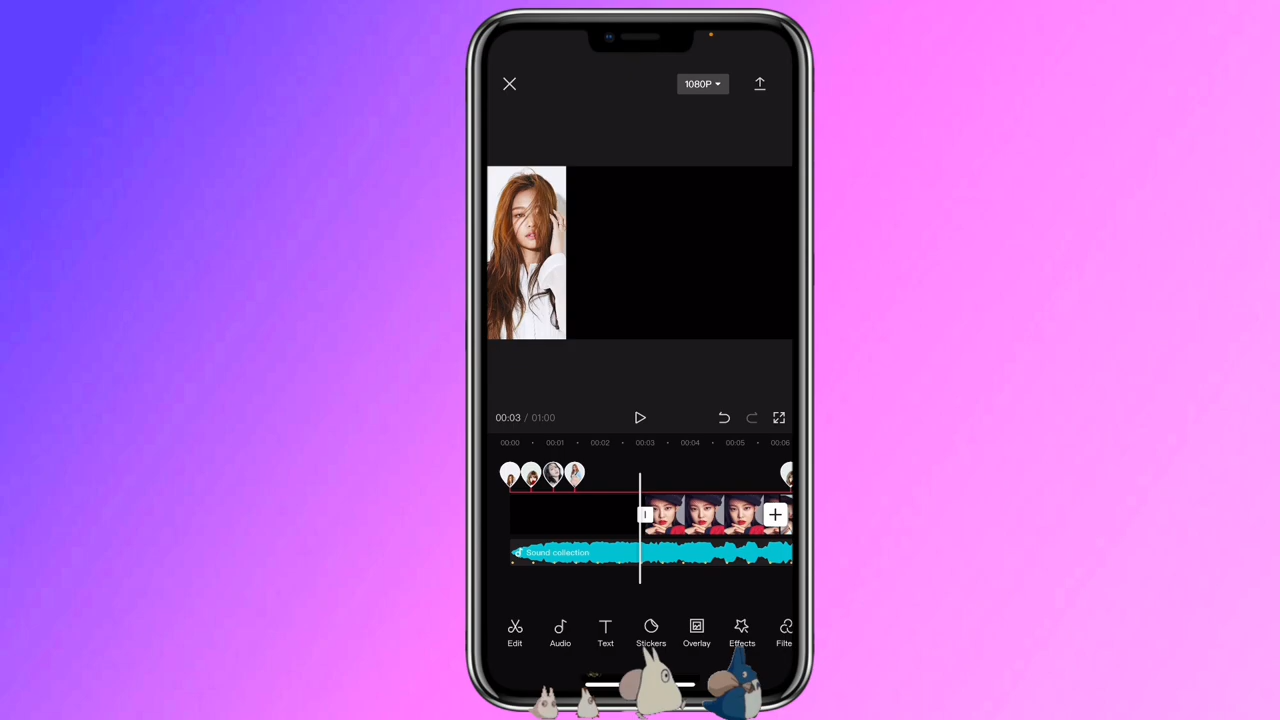 1080P
00:03 / 01:00
00:00 00:01 00:02 00:03 00:04 00:05 00:06
Sound collection
Edit Audio Text Stickers Overlay Effects Filte